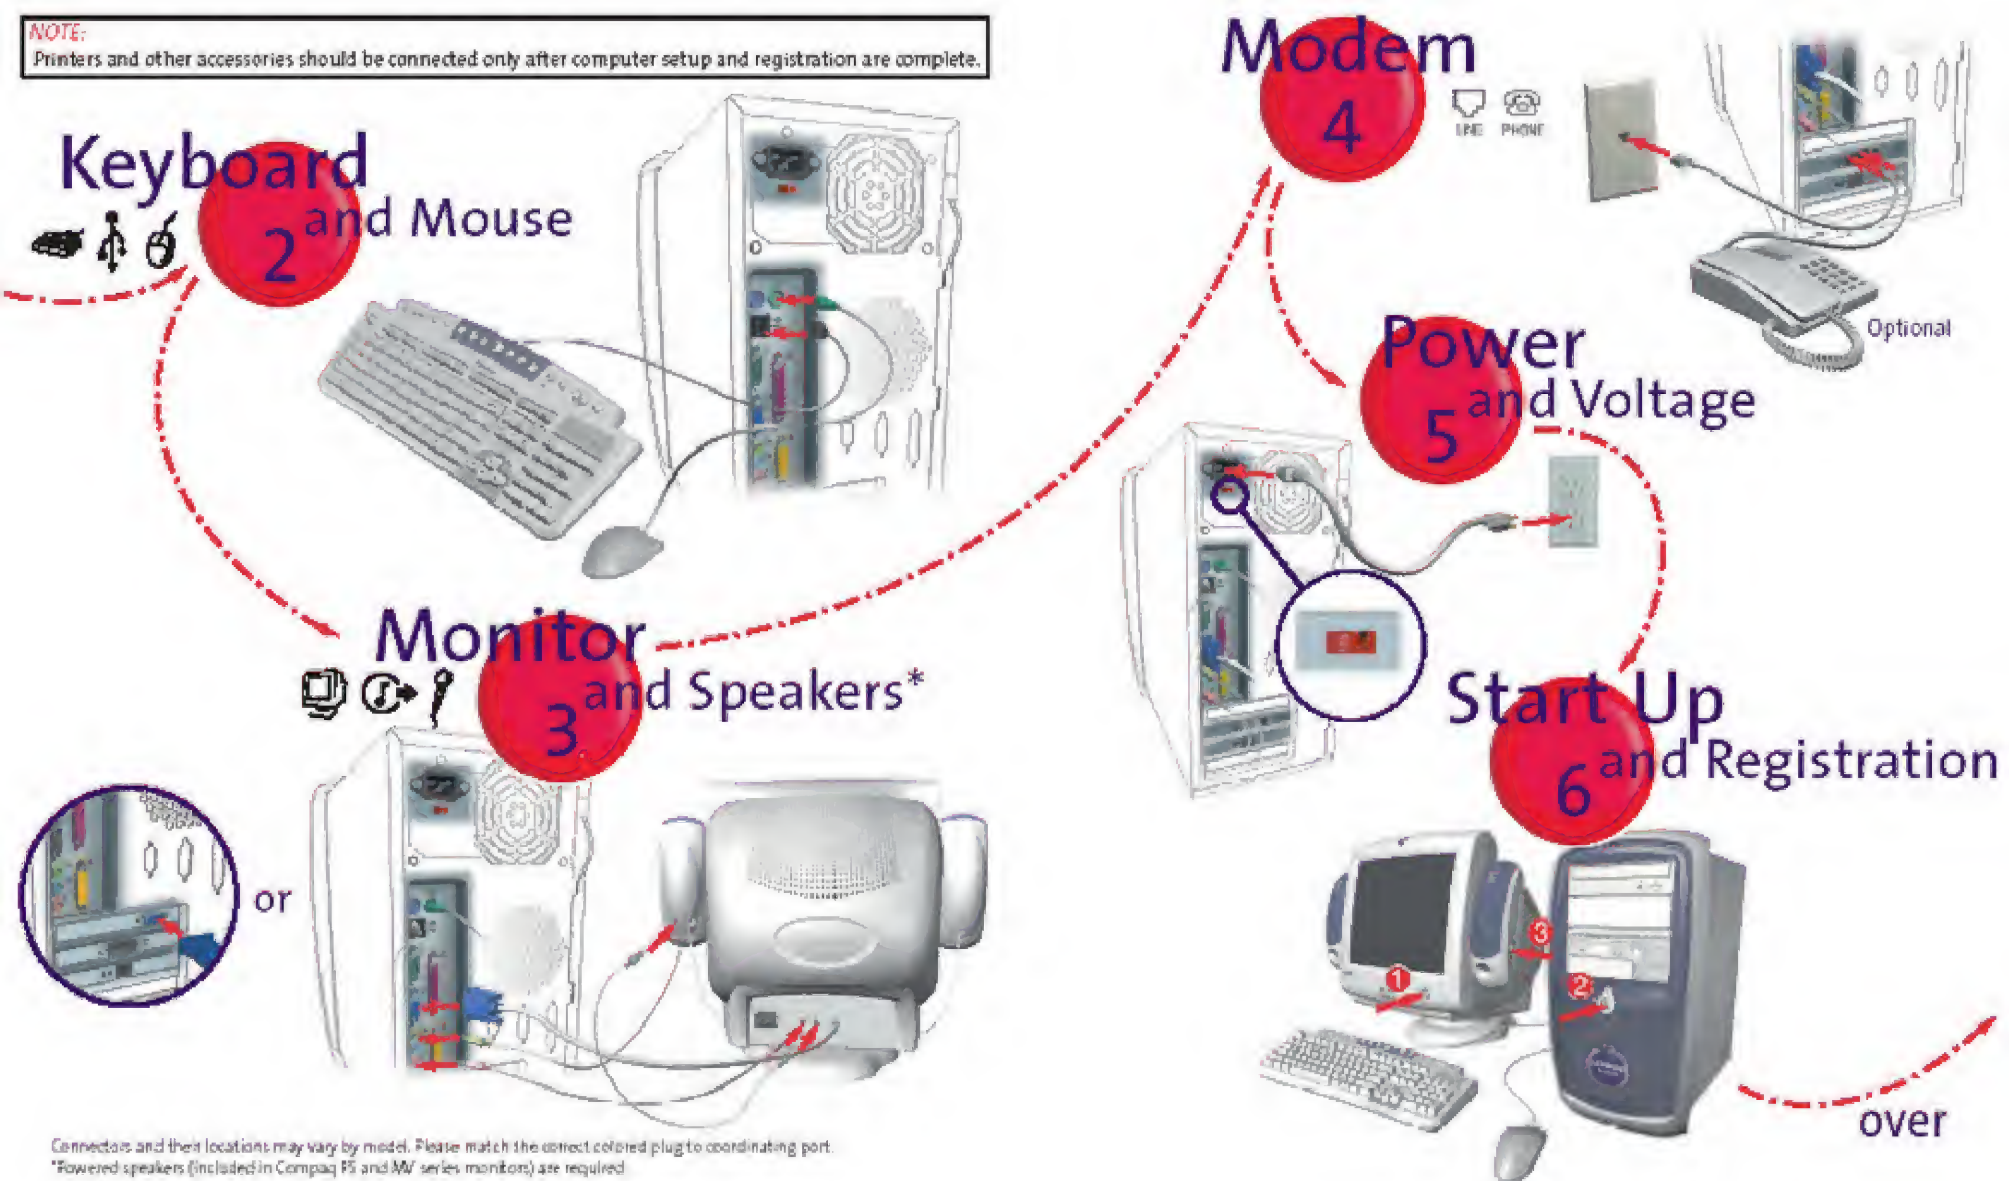 NOTE:
Printers and other accessories should be connected only after computer setup and registration are complete.
Keyboard
2 and Mouse
Monitor
3 and Speakers*
or
Connectors and their locations may vary by model. Please match the correct colored plug to coordinating port.
*Powered speakers (included in Compaq FS and MV series monitors) are required
Modem
4
LINE PHONE
Optional
Power
5 and Voltage
Start Up
6 and Registration
1
2
3
over